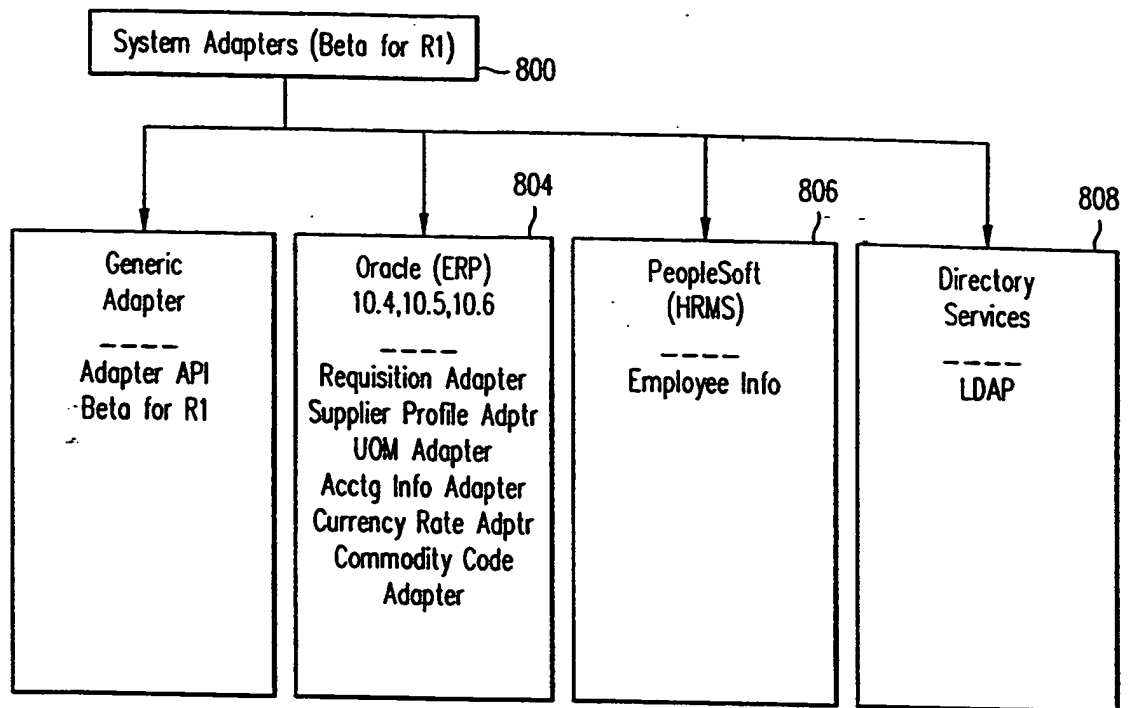 System Adapters (Beta for R1)
800
804
806
808
Generic
Adapter
Adapter API
Beta for R1
Oracle (ERP)
10.4,10.5,10.6
Requisition Adapter
Supplier Profile Adptr
UOM Adapter
Acctg Info Adapter
Currency Rate Adptr
Commodity Code
Adapter
PeopleSoft
(HRMS)
Employee Info
Directory
Services
LDAP